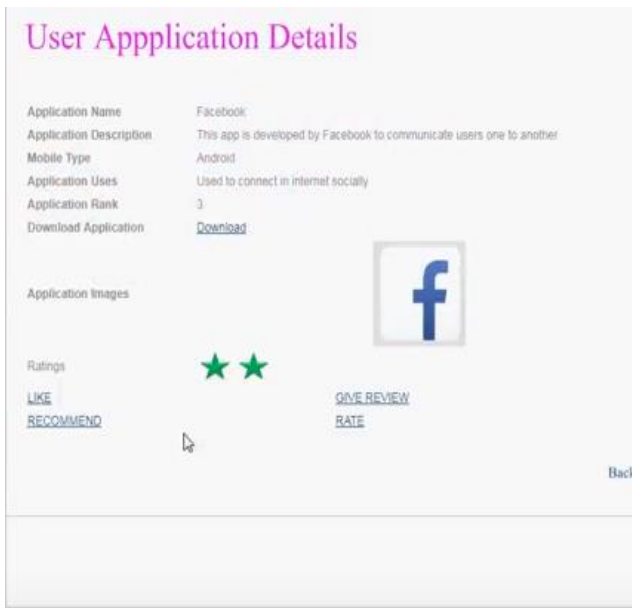 User Appplication Details
Application Name Facebook
Application Description This app is developed by Facebook to communicate users one to another
Mobile Type Android
Application Uses Used to connect in internet socially
Application Rank 3
Download Application Download
Application Images f
Ratings
LIKE GIVE REVIEW
RECOMMEND RATE
Back